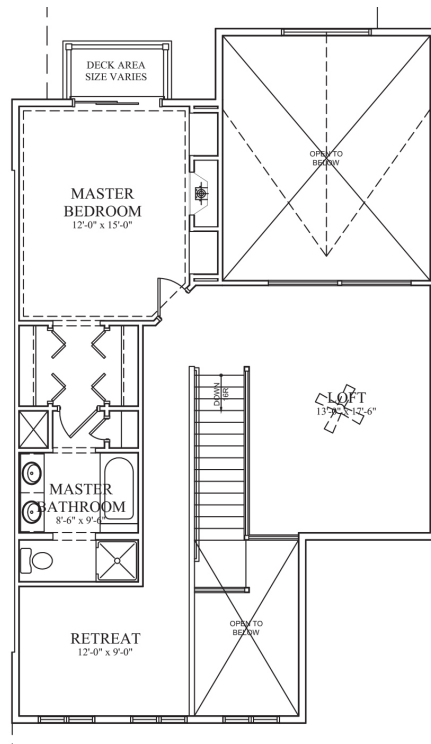 DECK AREA
SIZE VARIES
OPEN TO
BELOW
MASTER
BEDROOM
12'-0" x 15'-0"
DOWN
16R
LOFT
13'-0" x 17'-6"
MASTER
BATHROOM
8'-6" x 9'-6"
OPEN TO
BELOW
RETREAT
12'-0" x 9'-0"